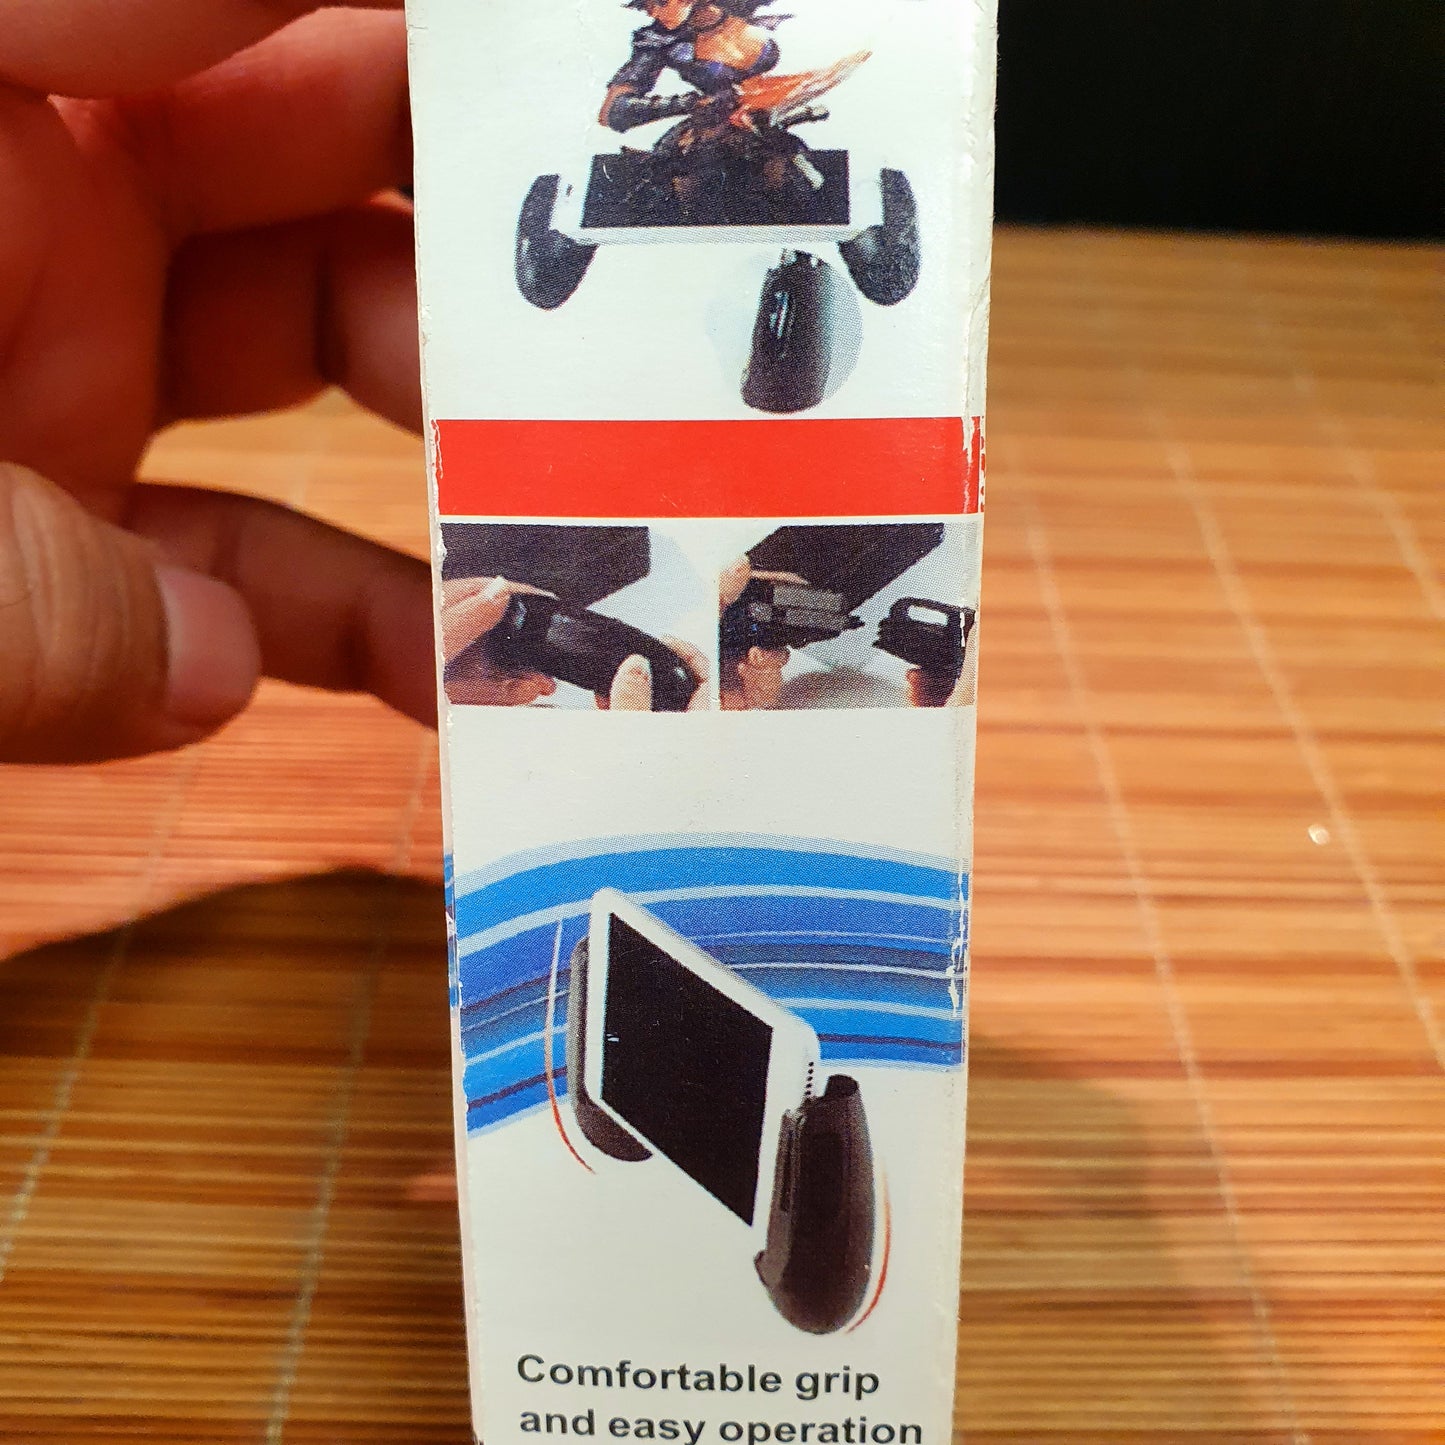 Comfortable grip
and easy operation